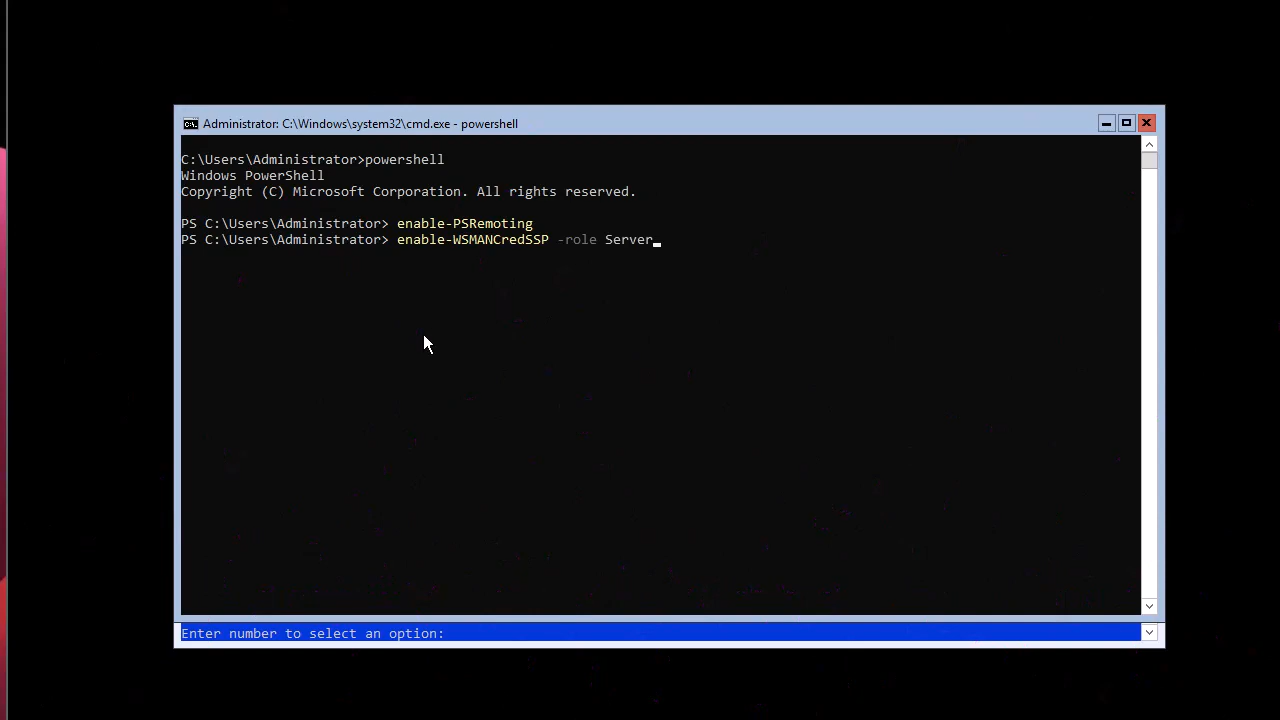 Administrator: C:\Windows\system32\cmd.exe - powershell
C:\Users\Administrator>powershell
Windows PowerShell
Copyright (C) Microsoft Corporation. All rights reserved.
PS C:\Users\Administrator> enable-PSRemoting
PS C:\Users\Administrator> enable-WSMANCredSSP -role Server
Enter number to select an option: